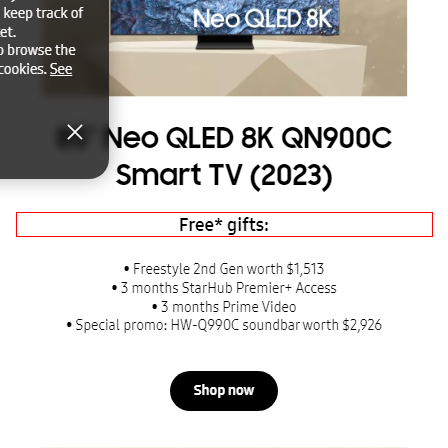 Neo QLED 8K
keep track of
et.
browse the
cookies. See
Neo QLED 8K QN900C
Smart TV (2023)
Free* gifts:
• Freestyle 2nd Gen worth $1,513
• 3 months StarHub Premier+ Access
• 3 months Prime Video
• Special promo: HW-Q990C soundbar worth $2,926
Shop now